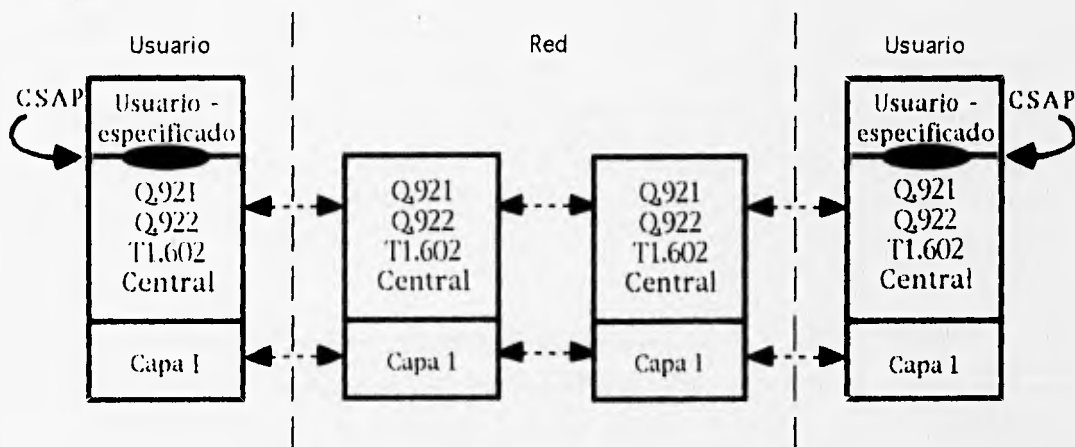 Usuario
Red
Usuario
CSAP
Usuario -
especificado
Q.921
Q.922
T1.602
Central
Capa 1
Q.921
Q.922
T1.602
Central
Capa 1
Q.921
Q.922
T1.602
Central
Capa 1
Usuario -
especificado
CSAP
Q.921
Q.922
T1.602
Central
Capa 1